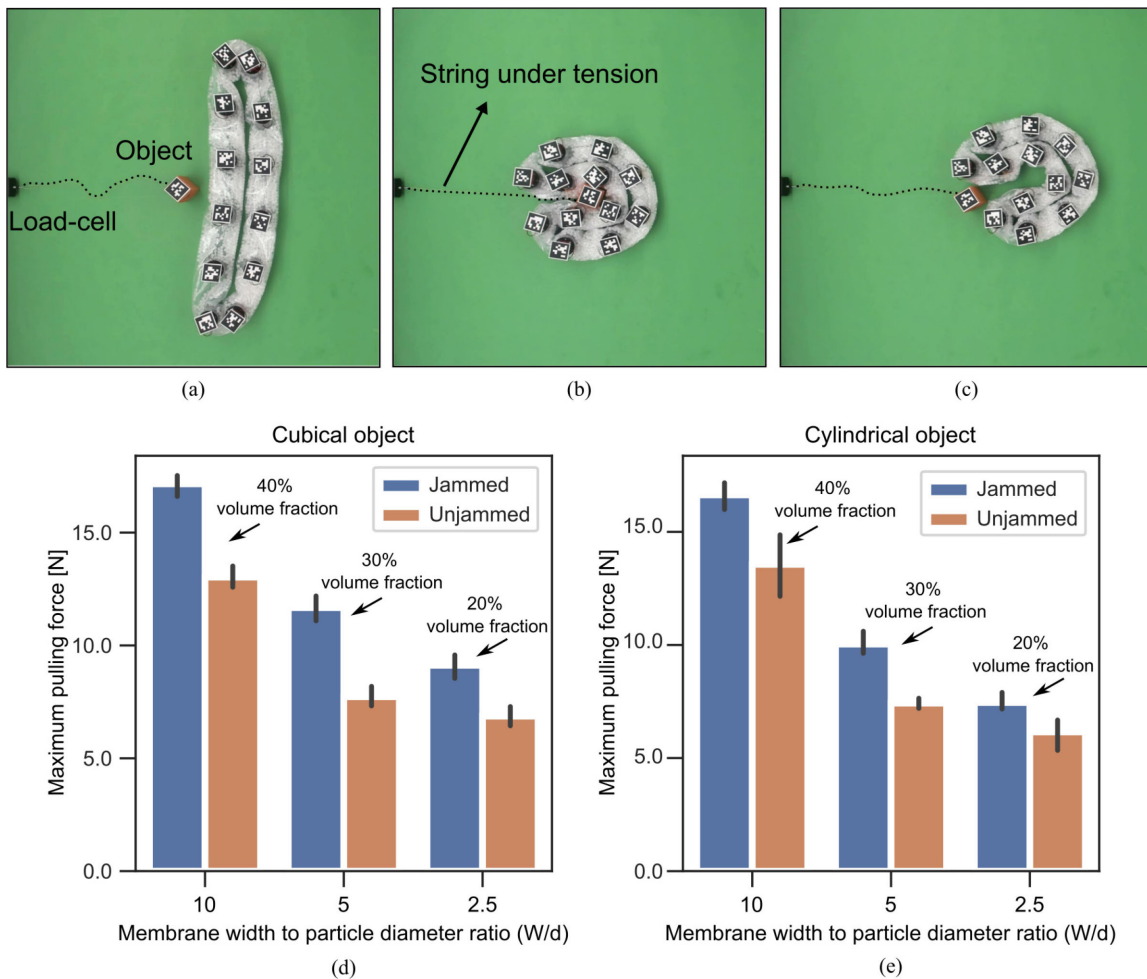 Object
Load-cell
(a)
String under tension
(b)
(c)
Cubical object
Maximum pulling force [N]
15.0
10.0
5.0
0.0
40%
volume fraction
30%
volume fraction
20%
volume fraction
Jammed
Unjammed
10
5
2.5
Membrane width to particle diameter ratio (W/d)
(d)
Cylindrical object
Maximum pulling force [N]
15.0
10.0
5.0
0.0
40%
volume fraction
30%
volume fraction
20%
volume fraction
Jammed
Unjammed
10
5
2.5
Membrane width to particle diameter ratio (W/d)
(e)